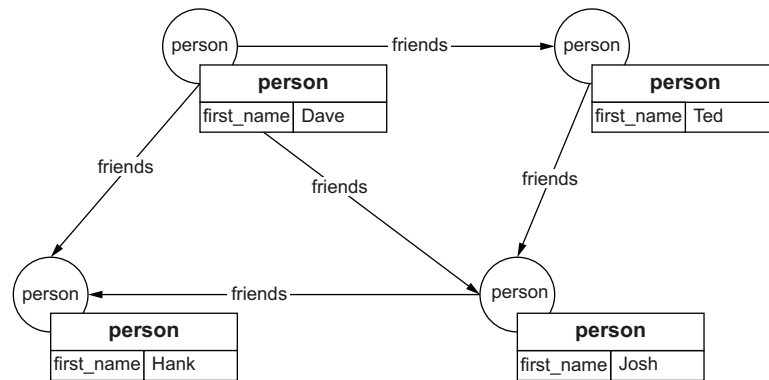 person
friends
person
person
first_name Dave
person
first_name Ted
friends
friends
friends
person
friends
person
person
first_name Hank
person
first_name Josh